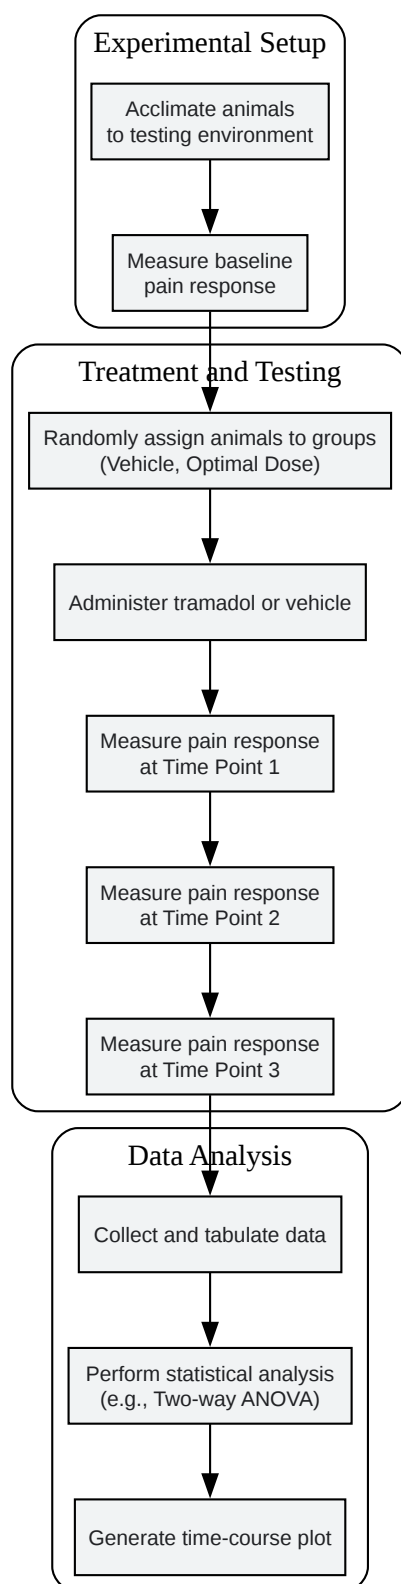 Experimental Setup
Acclimate animals
to testing environment
Measure baseline
pain response
Treatment and Testing
Randomly assign animals to groups
(Vehicle, Optimal Dose)
Administer tramadol or vehicle
Measure pain response
at Time Point 1
Measure pain response
at Time Point 2
Measure pain response
at Time Point 3
Data Analysis
Collect and tabulate data
Perform statistical analysis
(e.g., Two-way ANOVA)
Generate time-course plot